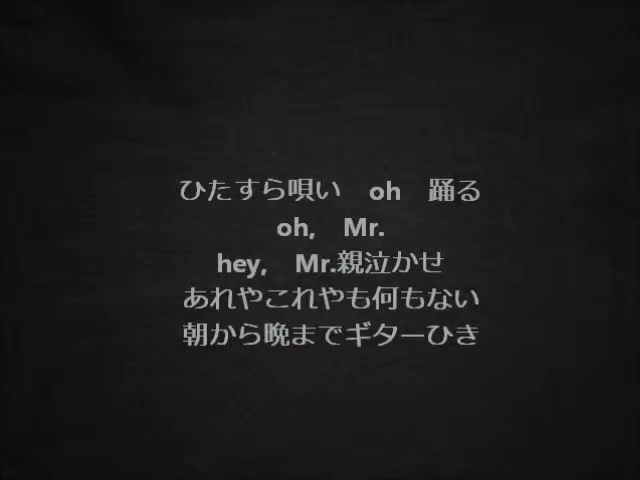 ひたすら唄い　oh　踊る
oh,　Mr.
hey,　Mr.親泣かせ
あれやこれやも何もない
朝から晩までギターひき